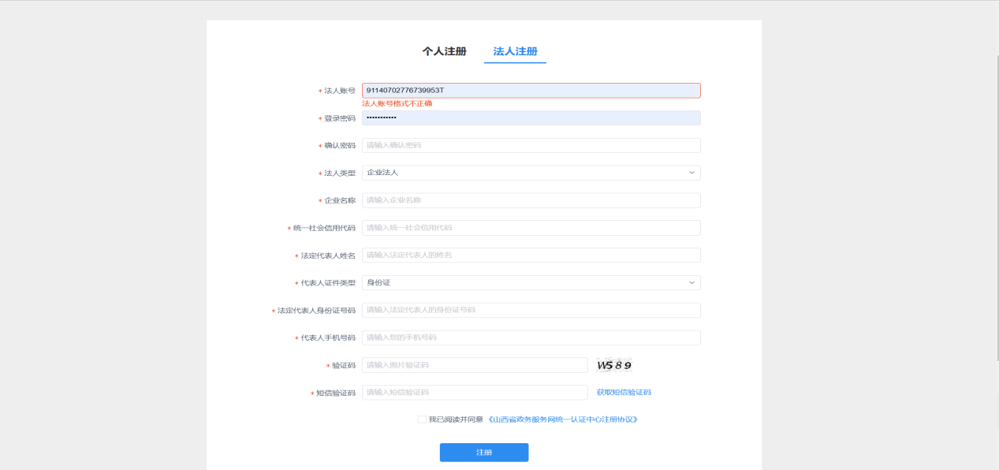 个人注册 法人注册
* 法人账号 91140702776739953T
法人账号格式不正确
* 登录密码 •••••••••••
* 确认密码 请输入确认密码
* 法人类型 企业法人
* 企业名称 请输入企业名称
* 统一社会信用代码 请输入统一社会信用代码
* 法定代表人姓名 请输入法定代表人的姓名
* 代表人证件类型 身份证
* 法定代表人身份证号码 请输入法定代表人的身份证号码
* 代表人手机号码 请输入您的手机号码
* 验证码 请输入图片验证码 W589
* 短信验证码 请输入短信验证码 获取短信验证码
我已阅读并同意 《山西省政务服务网统一认证中心注册协议》
注册